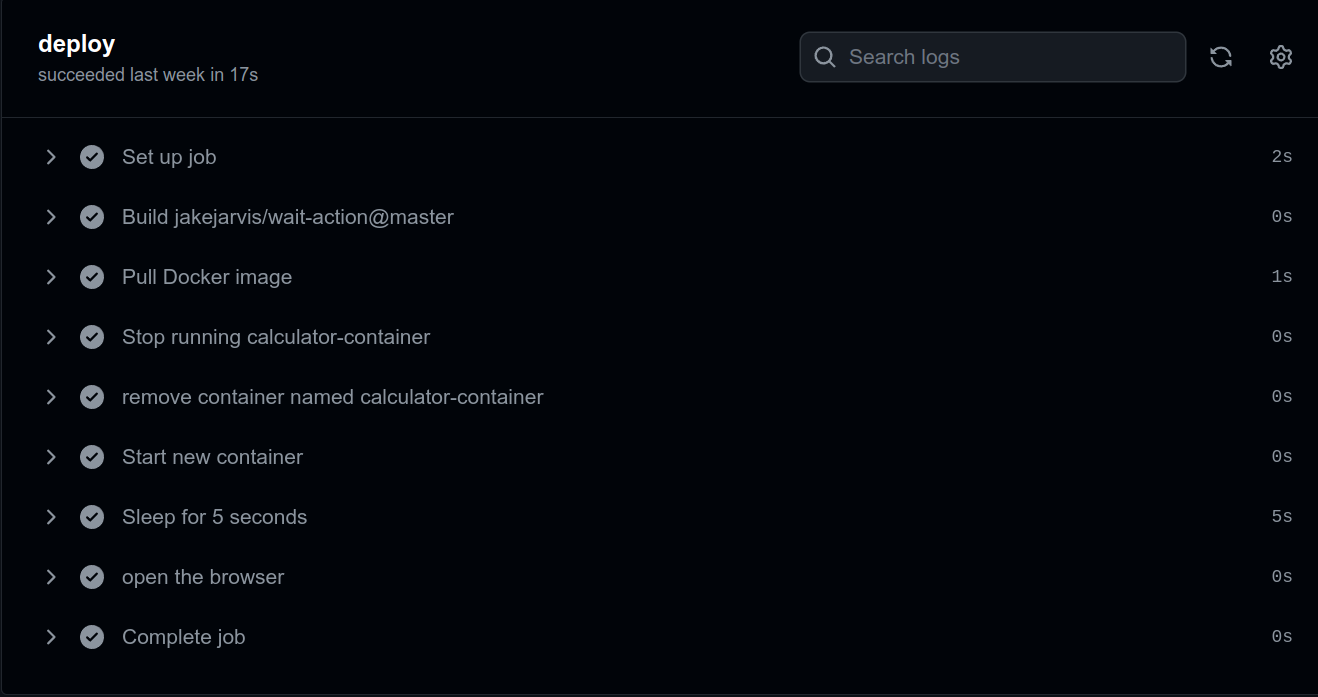 deploy
succeeded last week in 17s
Search logs
Set up job 2s
Build jakejarvis/wait-action@master 0s
Pull Docker image 1s
Stop running calculator-container 0s
remove container named calculator-container 0s
Start new container 0s
Sleep for 5 seconds 5s
open the browser 0s
Complete job 0s